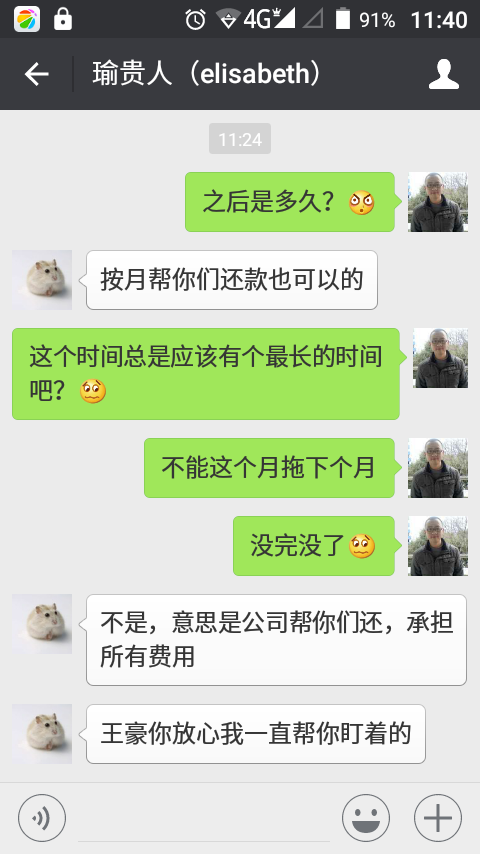 4G 91% 11:40
瑜贵人（elisabeth）
11:24
之后是多久？
按月帮你们还款也可以的
这个时间总是应该有个最长的时间
吧？
不能这个月拖下个月
没完没了
不是，意思是公司帮你们还，承担
所有费用
王豪你放心我一直帮你盯着的